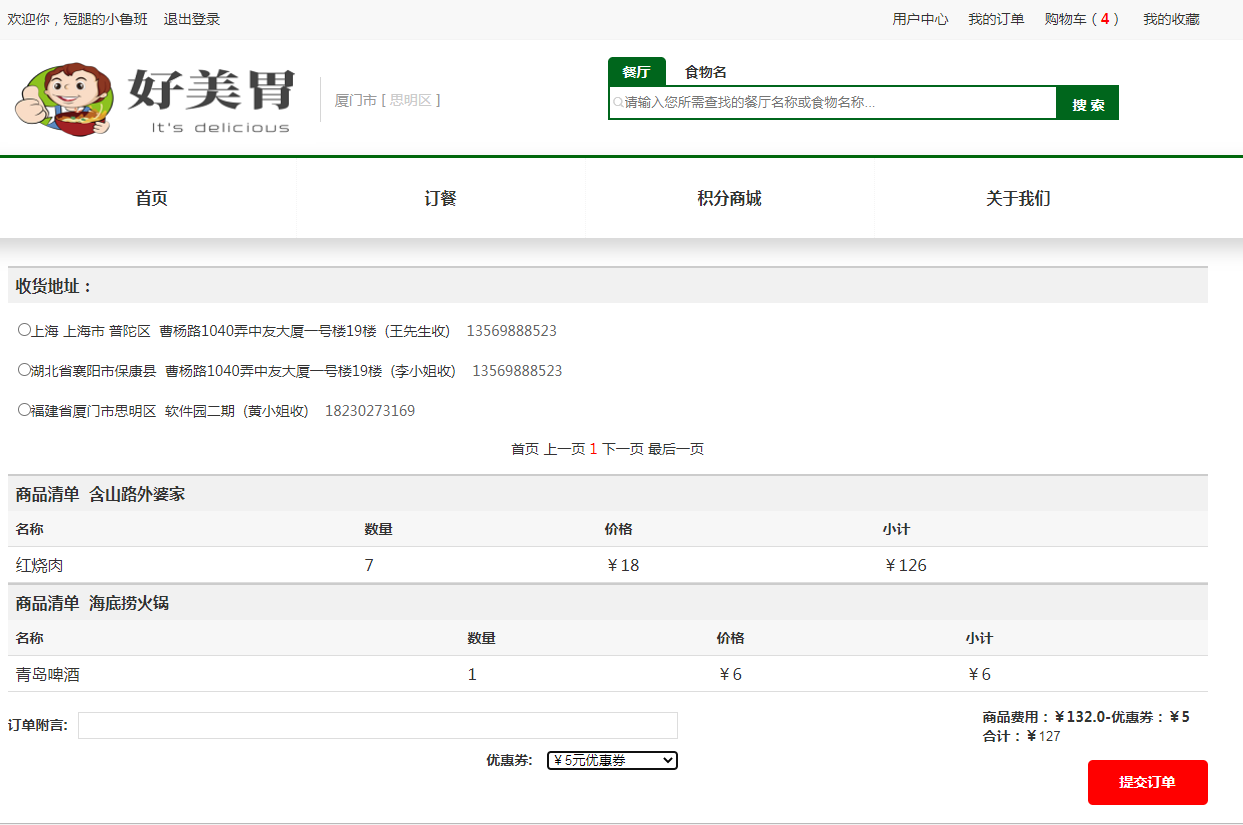 欢迎你，短腿的小鲁班 退出登录 用户中心 我的订单 购物车（ 4 ） 我的收藏
好美胃
It's delicious
厦门市 [ 思明区 ]
餐厅 食物名
请输入您所需查找的餐厅名称或食物名称...
搜 索
首页 订餐 积分商城 关于我们
收货地址：
上海 上海市 普陀区 曹杨路1040弄中友大厦一号楼19楼（王先生收） 13569888523
湖北省襄阳市保康县 曹杨路1040弄中友大厦一号楼19楼（李小姐收） 13569888523
福建省厦门市思明区 软件园二期（黄小姐收） 18230273169
首页 上一页 1 下一页 最后一页
商品清单 含山路外婆家
名称 数量 价格 小计
红烧肉 7 ￥18 ￥126
商品清单 海底捞火锅
名称 数量 价格 小计
青岛啤酒 1 ￥6 ￥6
订单附言:
商品费用：￥132.0-优惠券：￥5
合计：￥127
优惠券: ￥5元优惠券
提交订单